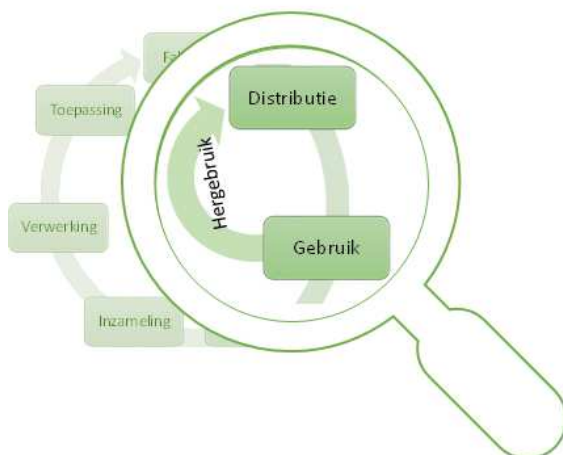 Distributie
Toepassing
Hergebruik
Verwerking
Gebruik
Inzameling